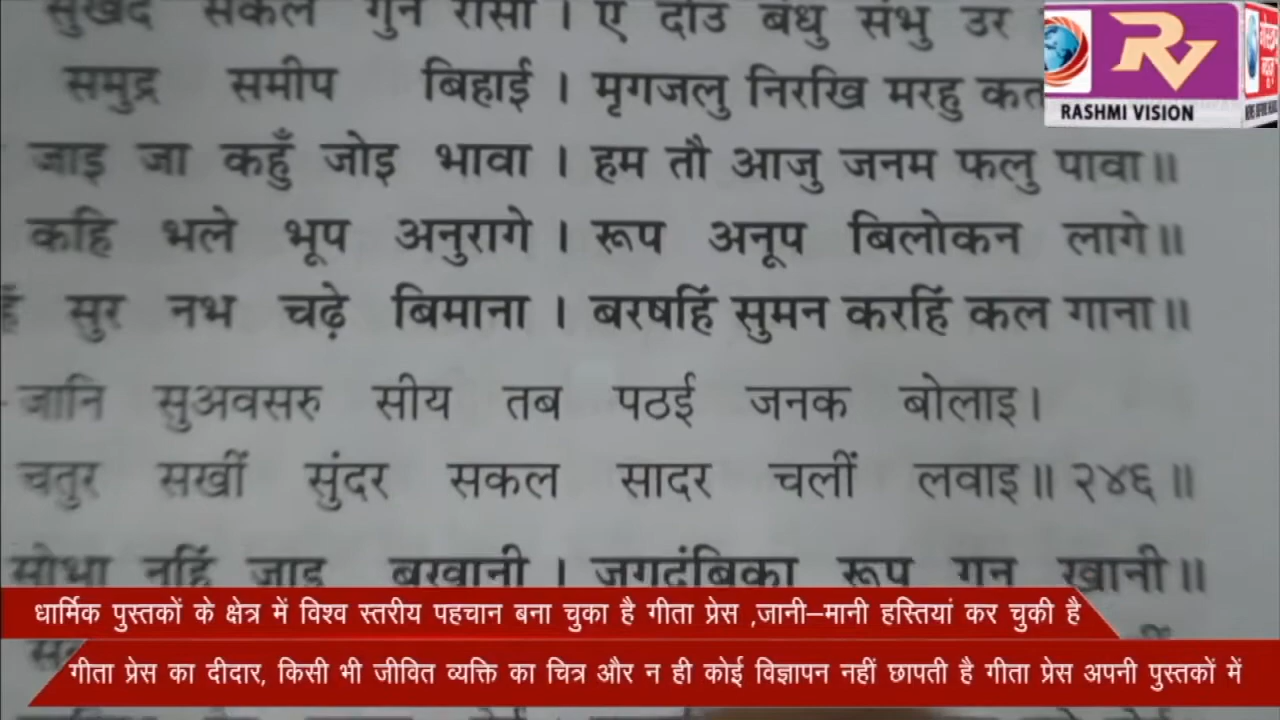 सुखद सकल गुन रासी । ए दोउ बंधु संभु उर
समुद्र समीप बिहाई । मृगजलु निरखि मरहु कत
जाइ जा कहुँ जोइ भावा । हम तौ आजु जनम फलु पावा ॥
कहि भले भूप अनुरागे । रूप अनूप बिलोकन लागे ॥
सुर नभ चढ़े बिमाना । बरषहिं सुमन करहिं कल गाना ॥
जानि सुअवसरु सीय तब पठई जनक बोलाइ ।
चतुर सखीं सुंदर सकल सादर चलीं लवाइ ॥ २४६ ॥
सोभा नहिं जाइ बखानी । जगदंबिका रूप गुन खानी ॥
RASHMI VISION
धार्मिक पुस्तकों के क्षेत्र में विश्व स्तरीय पहचान बना चुका है गीता प्रेस ,जानी–मानी हस्तियां कर चुकी है
गीता प्रेस का दीदार, किसी भी जीवित व्यक्ति का चित्र और न ही कोई विज्ञापन नहीं छापती है गीता प्रेस अपनी पुस्तकों में